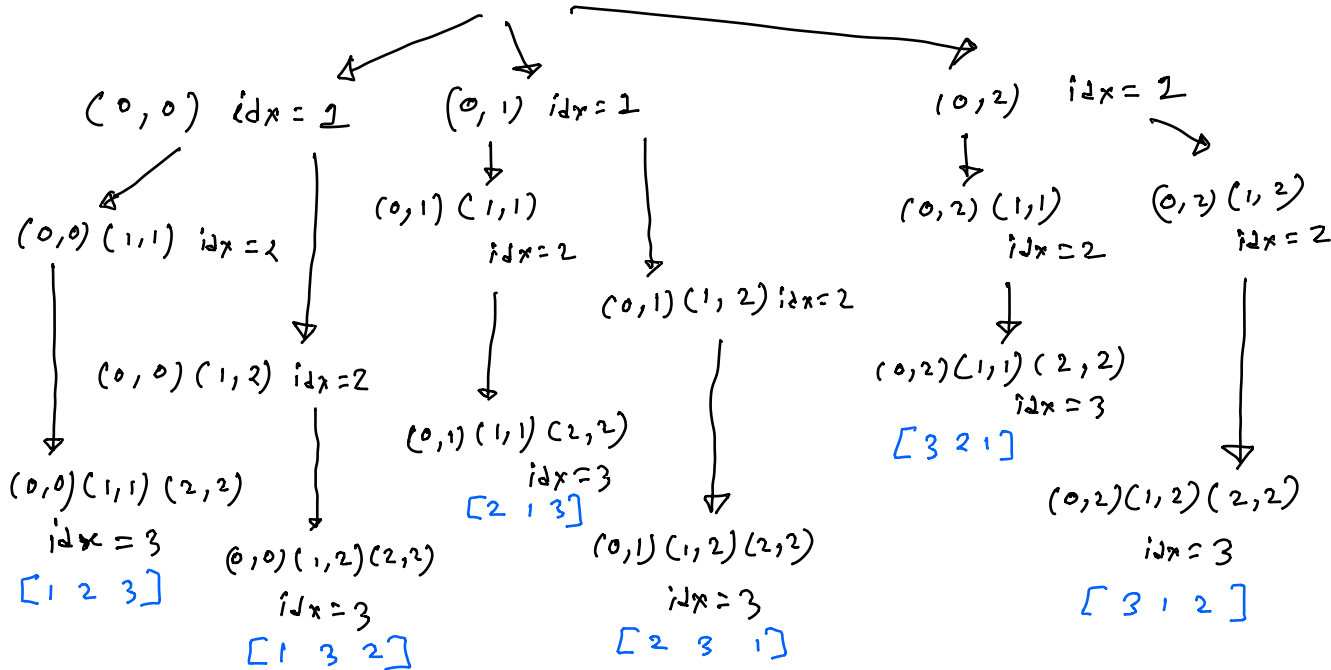 (0,0) idx = 1
(0,1) idx=1
(0,2) idx= 1
(0,0)(1,1) idx=2
(0,1)(1,1)
idx=2
(0,1)(1,2) idx=2
(0,2)(1,1)
idx=2
(0,2)(1,2)
idx=2
(0,0)(1,2) idx=2
(0,2)(1,1)(2,2)
idx=3
[3 2 1]
(0,1)(1,1)(2,2)
idx=3
[2 1 3]
(0,0)(1,1)(2,2)
idx=3
[1 2 3]
(0,0)(1,2)(2,2)
idx=3
[1 3 2]
(0,1)(1,2)(2,2)
idx=3
[2 3 1]
(0,2)(1,2)(2,2)
idx=3
[3 1 2]